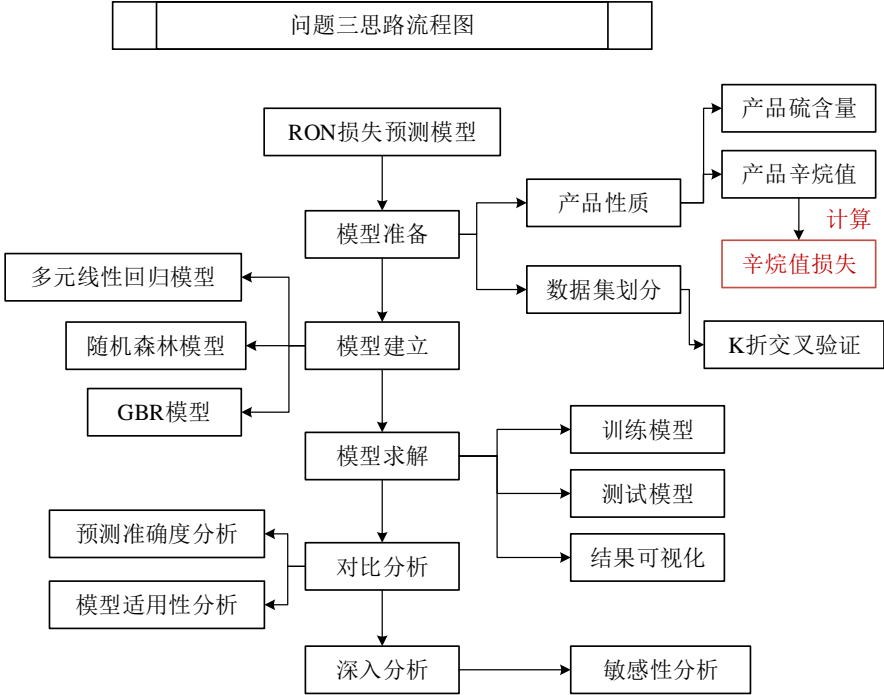 问题三思路流程图
RON损失预测模型
产品硫含量
产品辛烷值
计算
辛烷值损失
产品性质
模型准备
数据集划分
K折交叉验证
多元线性回归模型
随机森林模型
GBR模型
模型建立
模型求解
训练模型
测试模型
结果可视化
预测准确度分析
模型适用性分析
对比分析
深入分析
敏感性分析